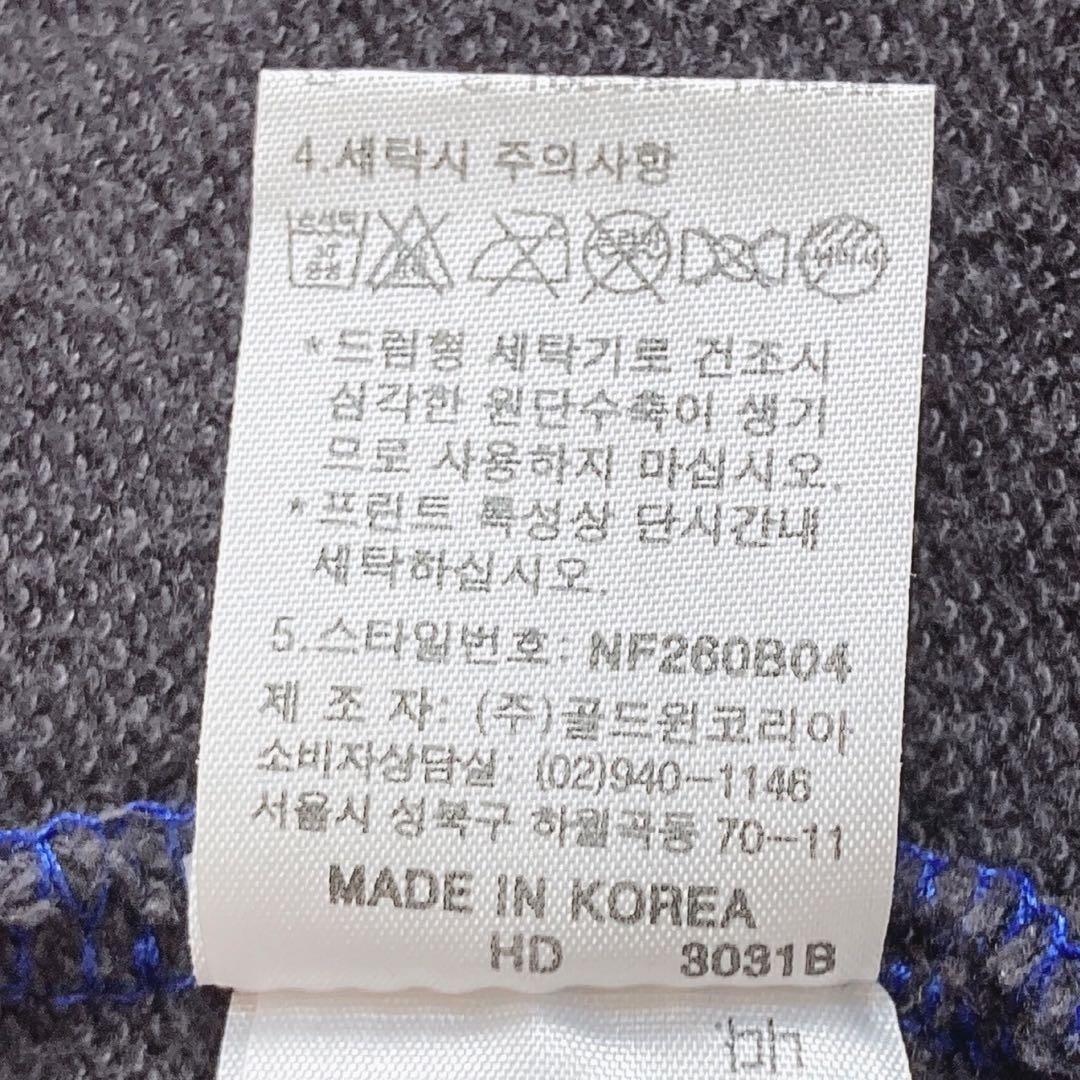 4.세탁시 주의사항
*드럼형 세탁기로 건조시
심각한 원단수축이 생기
므로 사용하지 마십시오.
*프린트 특성상 단시간내
세탁하십시오.
5.스타일번호: NF260B04
제 조 자: (주)골드윈코리아
소비자상담실: (02)940-1146
서울시 성북구 하월곡동 70-11
MADE IN KOREA
HD 3031B